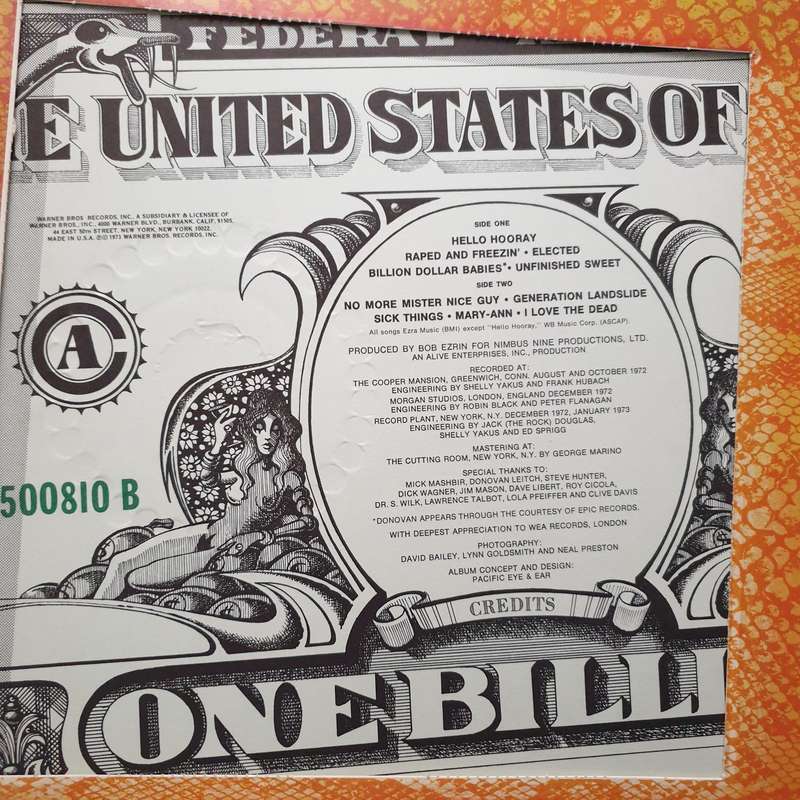 FEDERAL
E UNITED STATES OF
WARNER BROS. RECORDS, INC., A SUBSIDIARY & LICENSEE OF
WARNER BROS., INC., 4000 WARNER BLVD., BURBANK, CALIF. 91505.
44 EAST 50th STREET, NEW YORK, NEW YORK 10022.
MADE IN U.S.A. ℗© 1973 WARNER BROS. RECORDS, INC.
SIDE ONE
HELLO HOORAY
RAPED AND FREEZIN' • ELECTED
BILLION DOLLAR BABIES* • UNFINISHED SWEET
SIDE TWO
NO MORE MISTER NICE GUY • GENERATION LANDSLIDE
SICK THINGS • MARY-ANN • I LOVE THE DEAD
All songs Ezra Music (BMI) except "Hello Hooray," WB Music Corp. (ASCAP).
PRODUCED BY BOB EZRIN FOR NIMBUS NINE PRODUCTIONS, LTD.
AN ALIVE ENTERPRISES, INC., PRODUCTION
RECORDED AT:
THE COOPER MANSION, GREENWICH, CONN. AUGUST AND OCTOBER 1972
ENGINEERING BY SHELLY YAKUS AND FRANK HUBACH
MORGAN STUDIOS, LONDON, ENGLAND DECEMBER 1972
ENGINEERING BY ROBIN BLACK AND PETER FLANAGAN
RECORD PLANT, NEW YORK, N.Y. DECEMBER 1972, JANUARY 1973
ENGINEERING BY JACK (THE ROCK) DOUGLAS,
SHELLY YAKUS AND ED SPRIGG
MASTERING AT:
THE CUTTING ROOM, NEW YORK, N.Y. BY GEORGE MARINO
SPECIAL THANKS TO:
MICK MASHBIR, DONOVAN LEITCH, STEVE HUNTER,
DICK WAGNER, JIM MASON, DAVE LIBERT, ROY CICOLA,
DR. S. WILK, LAWRENCE TALBOT, LOLA PFEIFFER AND CLIVE DAVIS
*DONOVAN APPEARS THROUGH THE COURTESY OF EPIC RECORDS.
WITH DEEPEST APPRECIATION TO WEA RECORDS, LONDON
PHOTOGRAPHY:
DAVID BAILEY, LYNN GOLDSMITH AND NEAL PRESTON
ALBUM CONCEPT AND DESIGN:
PACIFIC EYE & EAR
A
500810 B
CREDITS
ONE BILLI